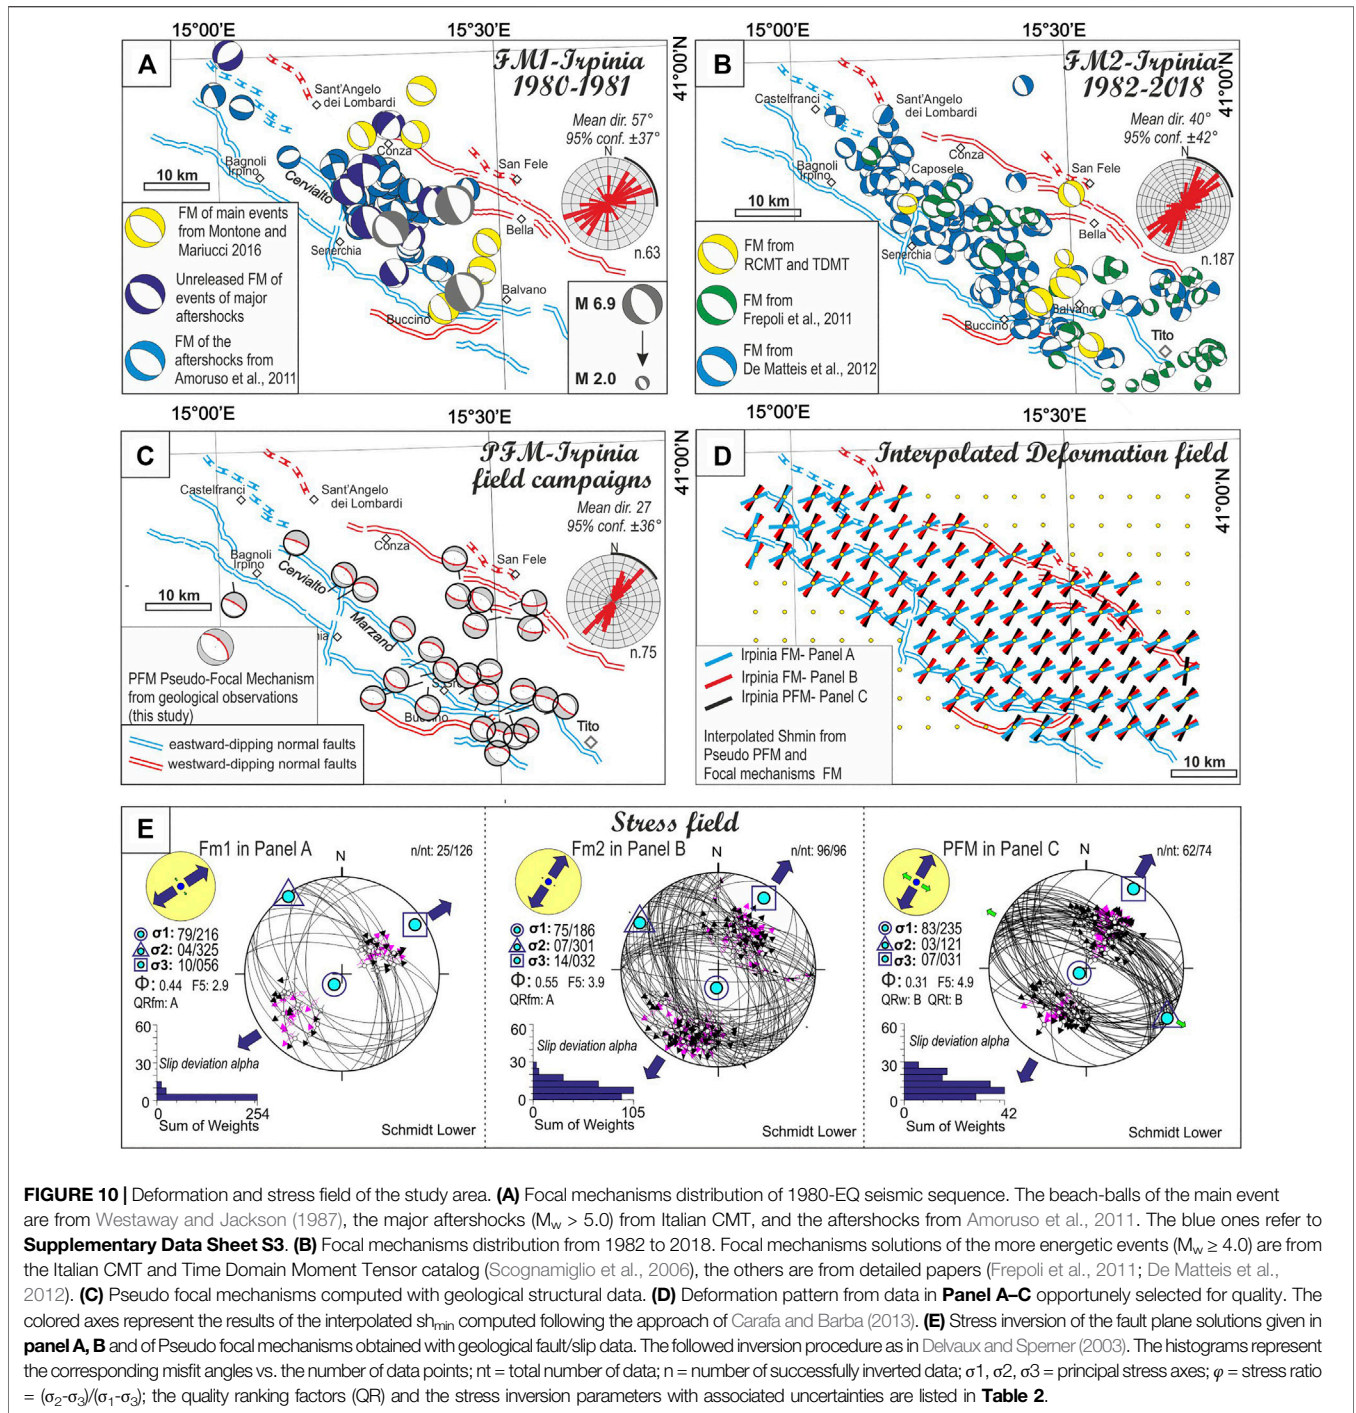 15°00'E
15°30'E
A
FM1-Irpinia
1980-1981
Sant'Angelo
dei Lombardi
Mean dir. 57°
95% conf. ±37°
N
Conza
San Fele
Bagnoli
Irpino
Cervialto
10 km
Bella
n.63
Senerchia
Balvano
Buccino
FM of main events
from Montone and
Mariucci 2016
Unreleased FM of
events of major
aftershocks
FM of the
aftershocks from
Amoruso et al., 2011
M 6.9
M 2.0
41°00'N
15°00'E
15°30'E
B
FM2-Irpinia
1982-2018
41°00'N
Castelfranci
Sant'Angelo
dei Lombardi
Mean dir. 40°
95% conf. ±42°
N
Conza
Bagnoli
Irpino
Caposele
San Fele
10 km
Bella
n.187
Senerchia
Balvano
Buccino
Tito
FM from
RCMT and TDMT
FM from
Frepoli et al., 2011
FM from
De Matteis et al., 2012
15°00'E
15°30'E
C
PFM-Irpinia
field campaigns
41°00'N
Castelfranci
Sant'Angelo
dei Lombardi
Mean dir. 27
95% conf. ±36°
N
Conza
Bagnoli
Irpino
San Fele
Cervialto
10 km
Marzano
n.75
Tito
PFM Pseudo-Focal Mechanism
from geological observations
(this study)
eastward-dipping normal faults
westward-dipping normal faults
15°00'E
15°30'E
D
Interpolated Deformation field
41°00'N
Irpinia FM- Panel A
Irpinia FM- Panel B
Irpinia PFM- Panel C
Interpolated Shmin from
Pseudo PFM and
Focal mechanisms FM
10 km
E
Stress field
Fm1 in Panel A
n/nt: 25/126
N
σ1: 79/216
σ2: 04/325
σ3: 10/056
Φ: 0.44 F5: 2.9
QRfm: A
60
30
0
Slip deviation alpha
0
254
Sum of Weights
Schmidt Lower
Fm2 in Panel B
n/nt: 96/96
N
σ1: 75/186
σ2: 07/301
σ3: 14/032
Φ: 0.55 F5: 3.9
QRfm: A
60
30
0
Slip deviation alpha
0
105
Sum of Weights
Schmidt Lower
PFM in Panel C
n/nt: 62/74
N
σ1: 83/235
σ2: 03/121
σ3: 07/031
Φ: 0.31 F5: 4.9
QRw: B QRt: B
60
30
0
Slip deviation alpha
0
42
Sum of Weights
Schmidt Lower
FIGURE 10 | Deformation and stress field of the study area. (A) Focal mechanisms distribution of 1980-EQ seismic sequence. The beach-balls of the main event
are from Westaway and Jackson (1987), the major aftershocks (Mw > 5.0) from Italian CMT, and the aftershocks from Amoruso et al., 2011. The blue ones refer to
Supplementary Data Sheet S3. (B) Focal mechanisms distribution from 1982 to 2018. Focal mechanisms solutions of the more energetic events (Mw ≥ 4.0) are from
the Italian CMT and Time Domain Moment Tensor catalog (Scognamiglio et al., 2006), the others are from detailed papers (Frepoli et al., 2011; De Matteis et al.,
2012). (C) Pseudo focal mechanisms computed with geological structural data. (D) Deformation pattern from data in Panel A–C opportunely selected for quality. The
colored axes represent the results of the interpolated shmin computed following the approach of Carafa and Barba (2013). (E) Stress inversion of the fault plane solutions given in
panel A, B and of Pseudo focal mechanisms obtained with geological fault/slip data. The followed inversion procedure as in Delvaux and Sperner (2003). The histograms represent
the corresponding misfit angles vs. the number of data points; nt = total number of data; n = number of successfully inverted data; σ1, σ2, σ3 = principal stress axes; φ = stress ratio
= (σ2-σ3)/(σ1-σ3); the quality ranking factors (QR) and the stress inversion parameters with associated uncertainties are listed in Table 2.